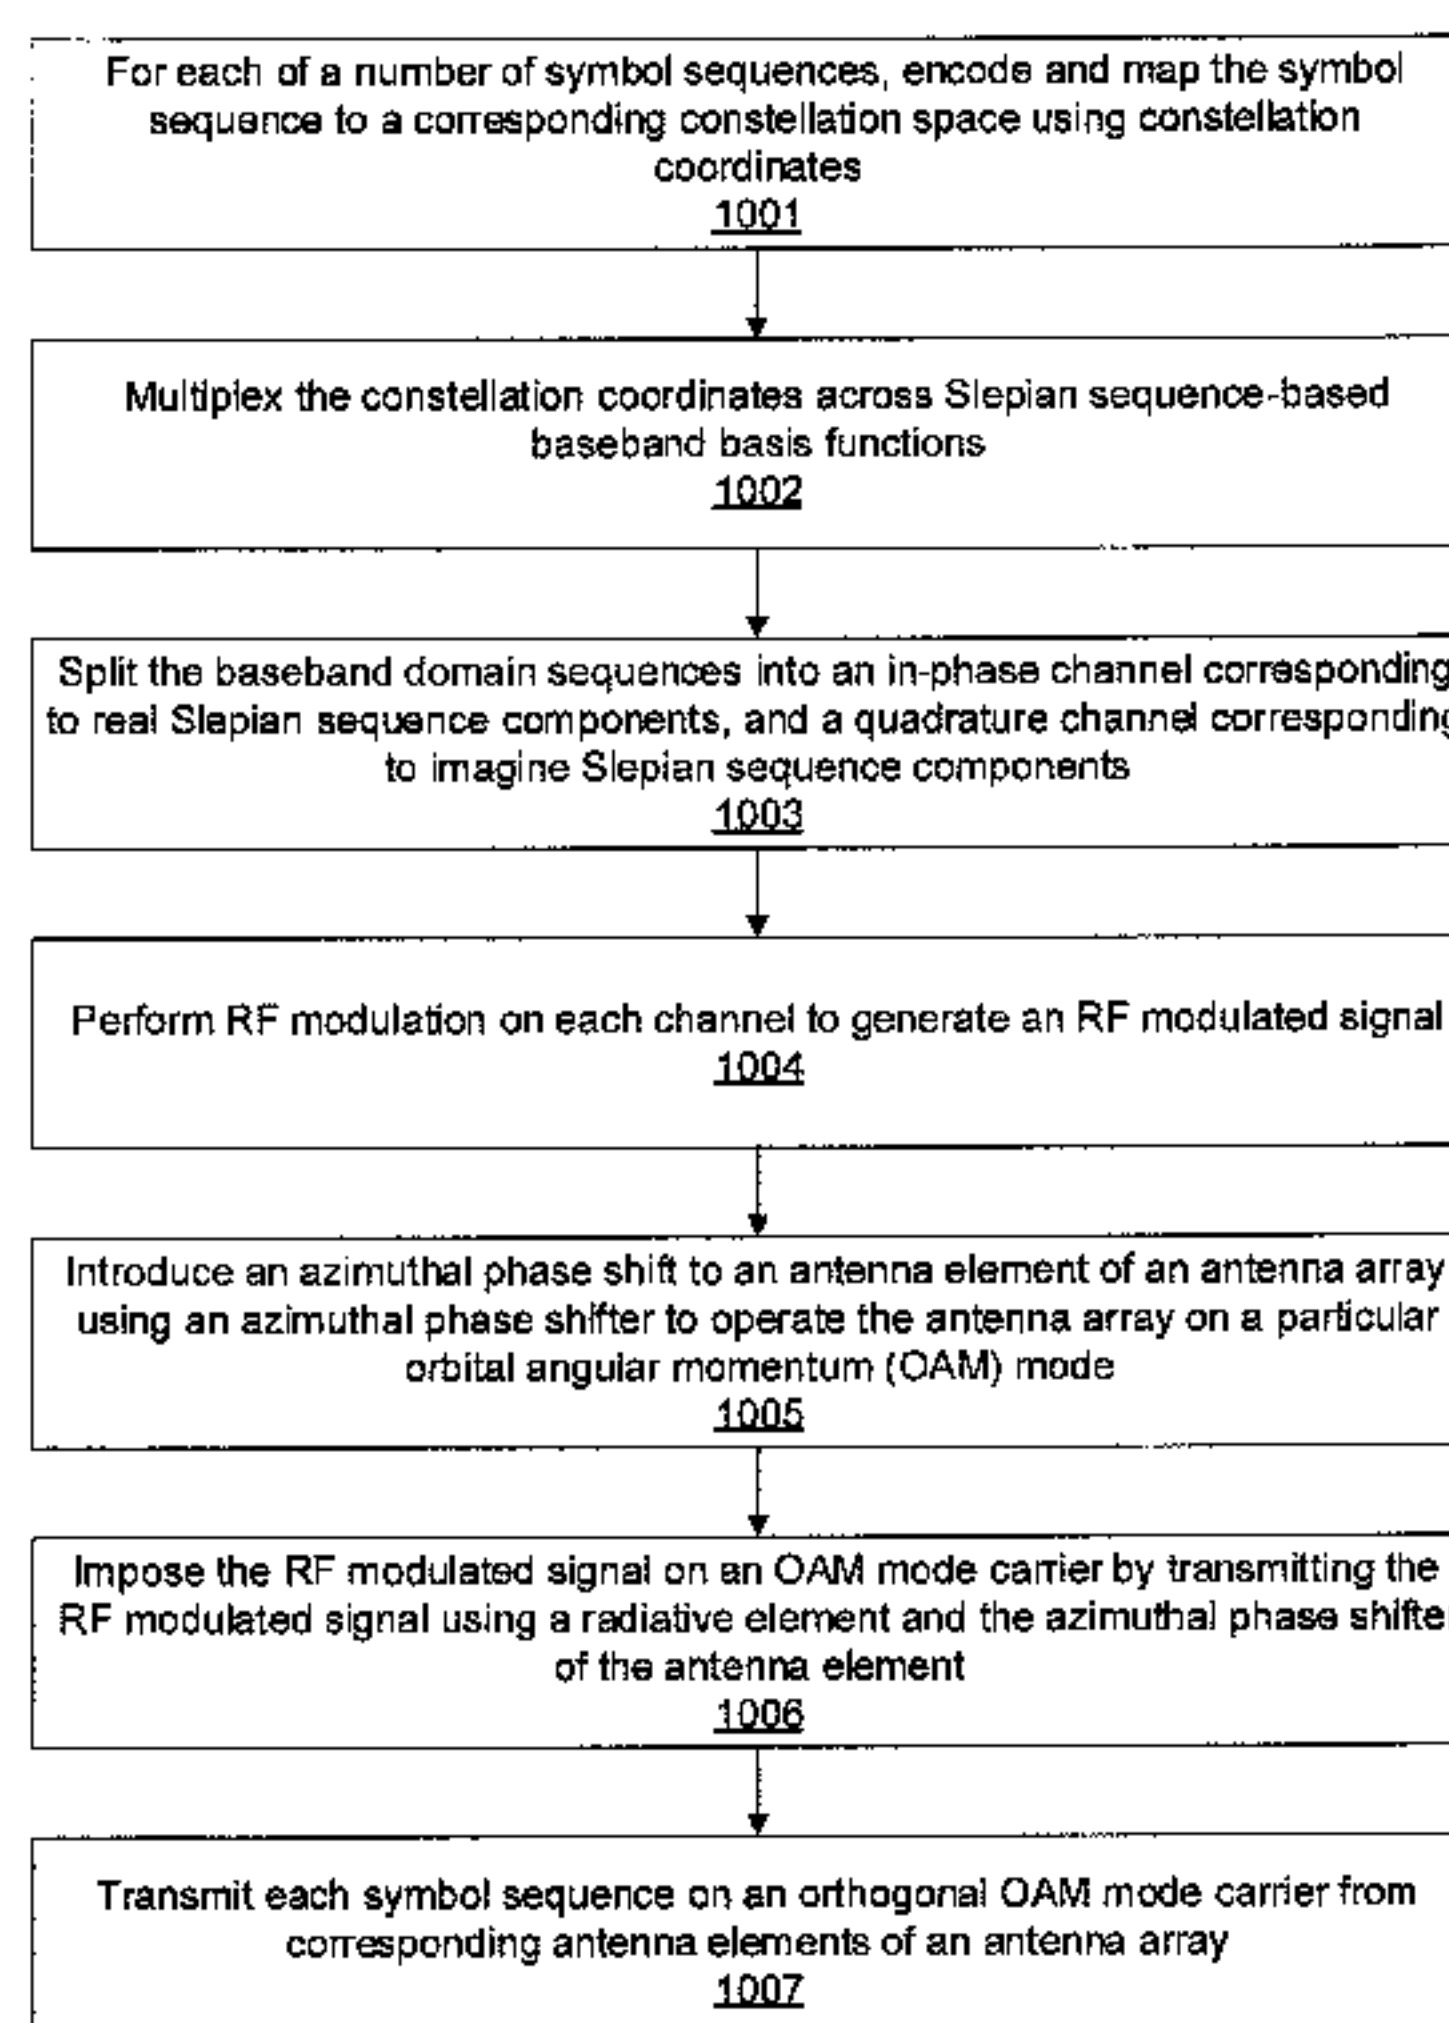 For each of a number of symbol sequences, encode and map the symbol
sequence to a corresponding constellation space using constellation
coordinates
1001
Multiplex the constellation coordinates across Slepian sequence-based
baseband basis functions
1002
Split the baseband domain sequences into an in-phase channel corresponding
to real Slepian sequence components, and a quadrature channel corresponding
to imagine Slepian sequence components
1003
Perform RF modulation on each channel to generate an RF modulated signal
1004
Introduce an azimuthal phase shift to an antenna element of an antenna array
using an azimuthal phase shifter to operate the antenna array on a particular
orbital angular momentum (OAM) mode
1005
Impose the RF modulated signal on an OAM mode carrier by transmitting the
RF modulated signal using a radiative element and the azimuthal phase shifter
of the antenna element
1006
Transmit each symbol sequence on an orthogonal OAM mode carrier from
corresponding antenna elements of an antenna array
1007